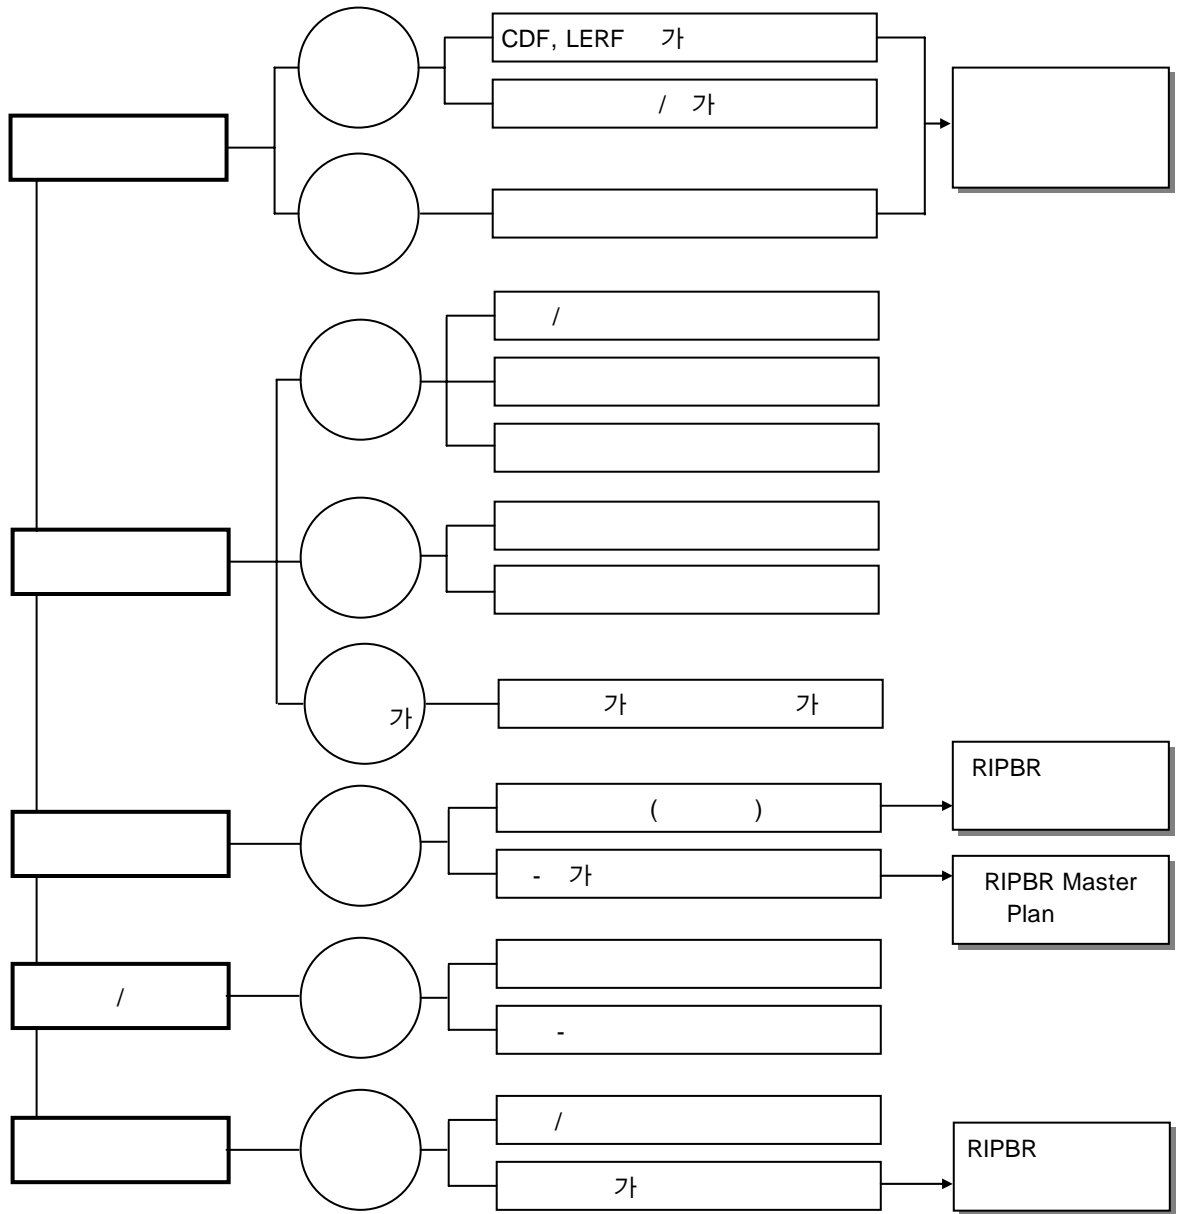 CDF, LERF 가
/ 가
/
가
가 가
RIPBR
( )
- 가
RIPBR Master
Plan
/
-
/
RIPBR
가